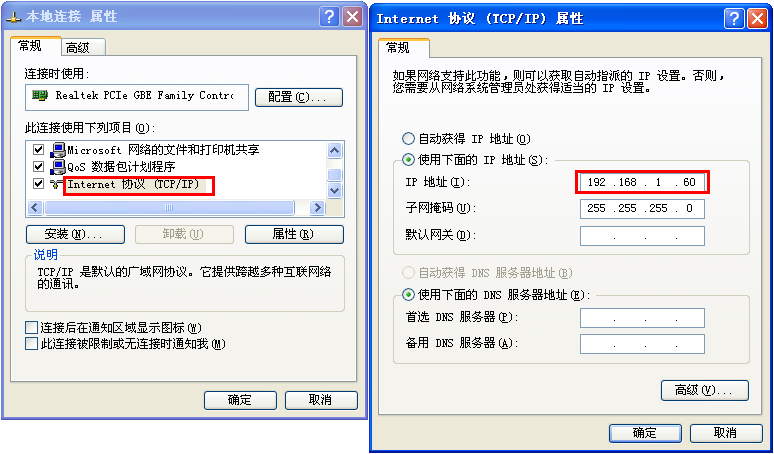 本地连接 属性
常规
高级
连接时使用:
Realtek PCIe GBE Family Contro
配置(C)...
此连接使用下列项目(O):
Microsoft 网络的文件和打印机共享
QoS 数据包计划程序
Internet 协议 (TCP/IP)
安装(N)...
卸载(U)
属性(R)
说明
TCP/IP 是默认的广域网协议。它提供跨越多种互联网络
的通讯。
连接后在通知区域显示图标(W)
此连接被限制或无连接时通知我(M)
确定
取消
Internet 协议 (TCP/IP) 属性
常规
如果网络支持此功能，则可以获取自动指派的 IP 设置。否则，
您需要从网络系统管理员处获得适当的 IP 设置。
自动获得 IP 地址(O)
使用下面的 IP 地址(S):
IP 地址(I):
192 .168 . 1 . 60
子网掩码(U):
255 .255 .255 . 0
默认网关(D):
. . .
自动获得 DNS 服务器地址(B)
使用下面的 DNS 服务器地址(E):
首选 DNS 服务器(P):
. . .
备用 DNS 服务器(A):
. . .
高级(V)...
确定
取消